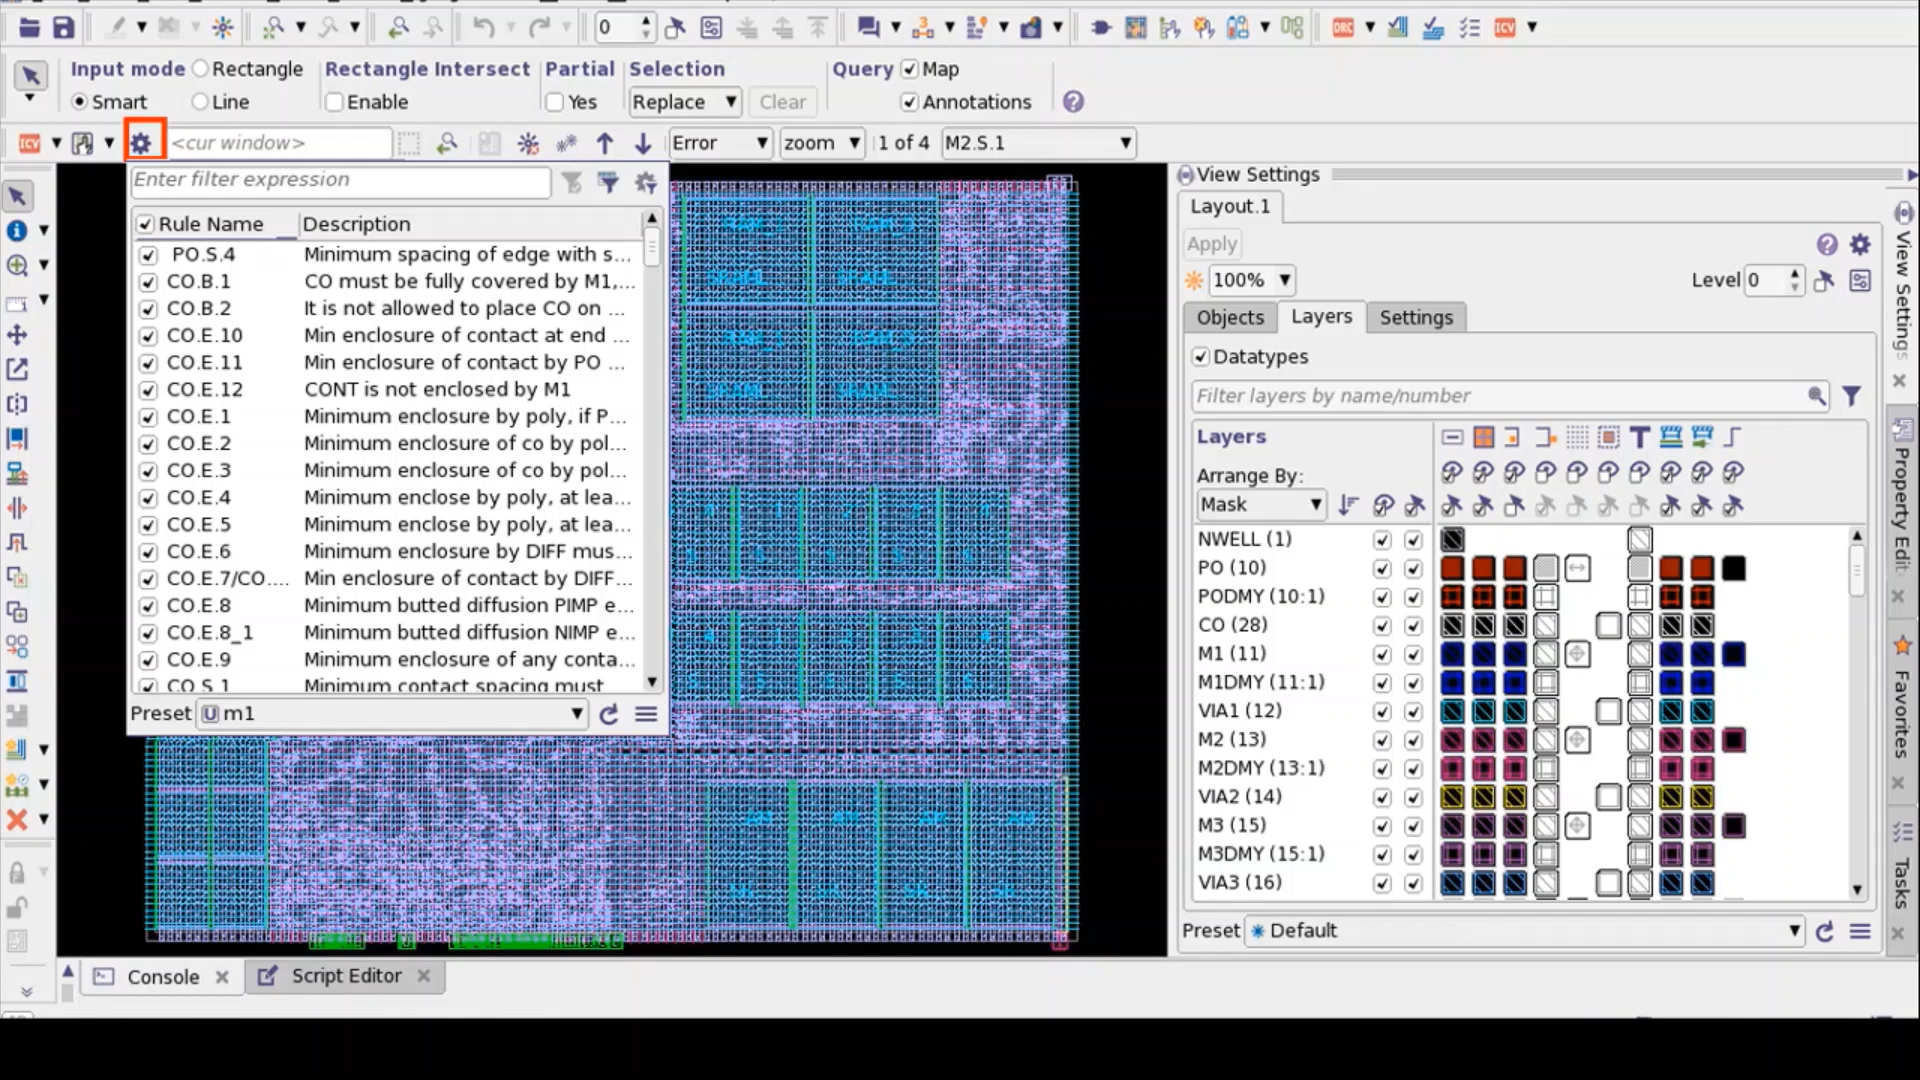 0
DRC
ICV
Input mode Rectangle Rectangle Intersect Partial Selection Query Map
Smart Line Enable Yes Replace Clear Annotations
ICV <cur window> Error zoom 1 of 4 M2.S.1
Enter filter expression
Rule Name Description
PO.S.4 Minimum spacing of edge with s...
CO.B.1 CO must be fully covered by M1,...
CO.B.2 It is not allowed to place CO on ...
CO.E.10 Min enclosure of contact at end ...
CO.E.11 Min enclosure of contact by PO ...
CO.E.12 CONT is not enclosed by M1
CO.E.1 Minimum enclosure by poly, if P...
CO.E.2 Minimum enclosure of co by pol...
CO.E.3 Minimum enclosure of co by pol...
CO.E.4 Minimum enclose by poly, at lea...
CO.E.5 Minimum enclose by poly, at lea...
CO.E.6 Minimum enclosure by DIFF mus...
CO.E.7/CO.... Min enclosure of contact by DIFF...
CO.E.8 Minimum butted diffusion PIMP e...
CO.E.8_1 Minimum butted diffusion NIMP e...
CO.E.9 Minimum enclosure of any conta...
CO.S.1 Minimum contact spacing must
Preset U m1
View Settings
Layout.1
Apply
100% Level 0
Objects Layers Settings
Datatypes
Filter layers by name/number
Layers
Arrange By:
Mask
NWELL (1)
PO (10)
PODMY (10:1)
CO (28)
M1 (11)
M1DMY (11:1)
VIA1 (12)
M2 (13)
M2DMY (13:1)
VIA2 (14)
M3 (15)
M3DMY (15:1)
VIA3 (16)
Preset Default
View Settings
Property Edit
Favorites
Tasks
Console Script Editor